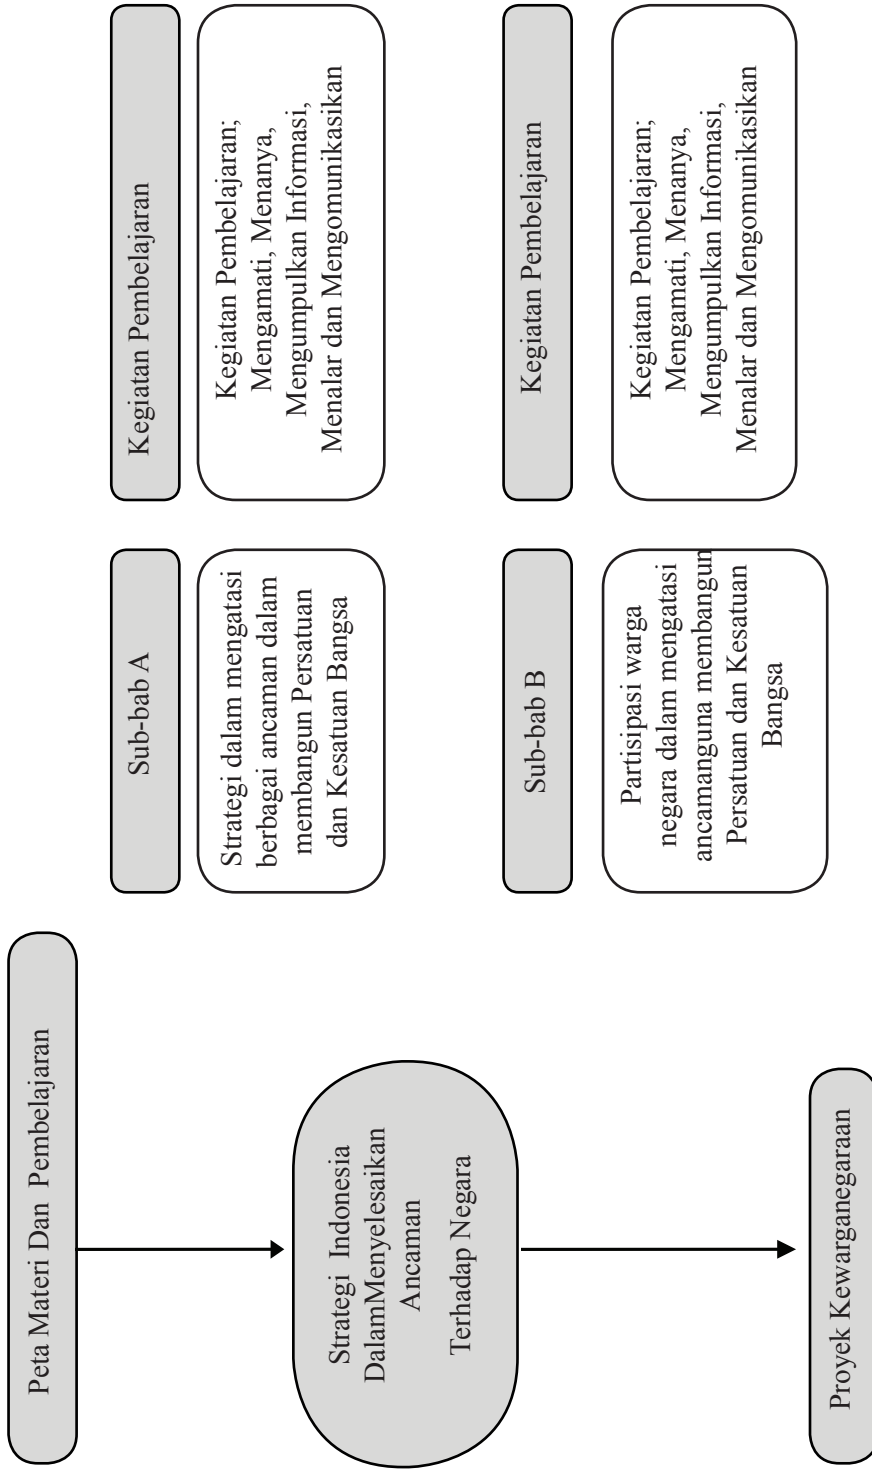 Peta Materi Dan Pembelajaran
Strategi Indonesia
DalamMenyelesaikan
Ancaman
Terhadap Negara
Proyek Kewarganegaraan
Sub-bab A
Strategi dalam mengatasi
berbagai ancaman dalam
membangun Persatuan
dan Kesatuan Bangsa
Kegiatan Pembelajaran
Kegiatan Pembelajaran;
Mengamati, Menanya,
Mengumpulkan Informasi,
Menalar dan Mengomunikasikan
Sub-bab B
Partisipasi warga
negara dalam mengatasi
ancamanguna membangun
Persatuan dan Kesatuan
Bangsa
Kegiatan Pembelajaran
Kegiatan Pembelajaran;
Mengamati, Menanya,
Mengumpulkan Informasi,
Menalar dan Mengomunikasikan